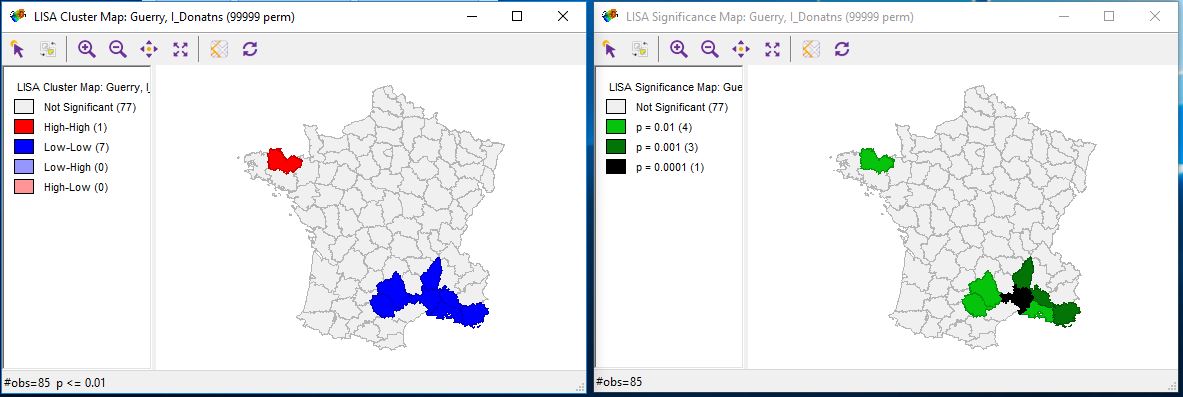 LISA Cluster Map: Guerry, I_Donatns (99999 perm)
LISA Cluster Map: Guerry, I_
Not Significant (77)
High-High (1)
Low-Low (7)
Low-High (0)
High-Low (0)
#obs=85 p <= 0.01
LISA Significance Map: Guerry, I_Donatns (99999 perm)
LISA Significance Map: Gue
Not Significant (77)
p = 0.01 (4)
p = 0.001 (3)
p = 0.0001 (1)
#obs=85